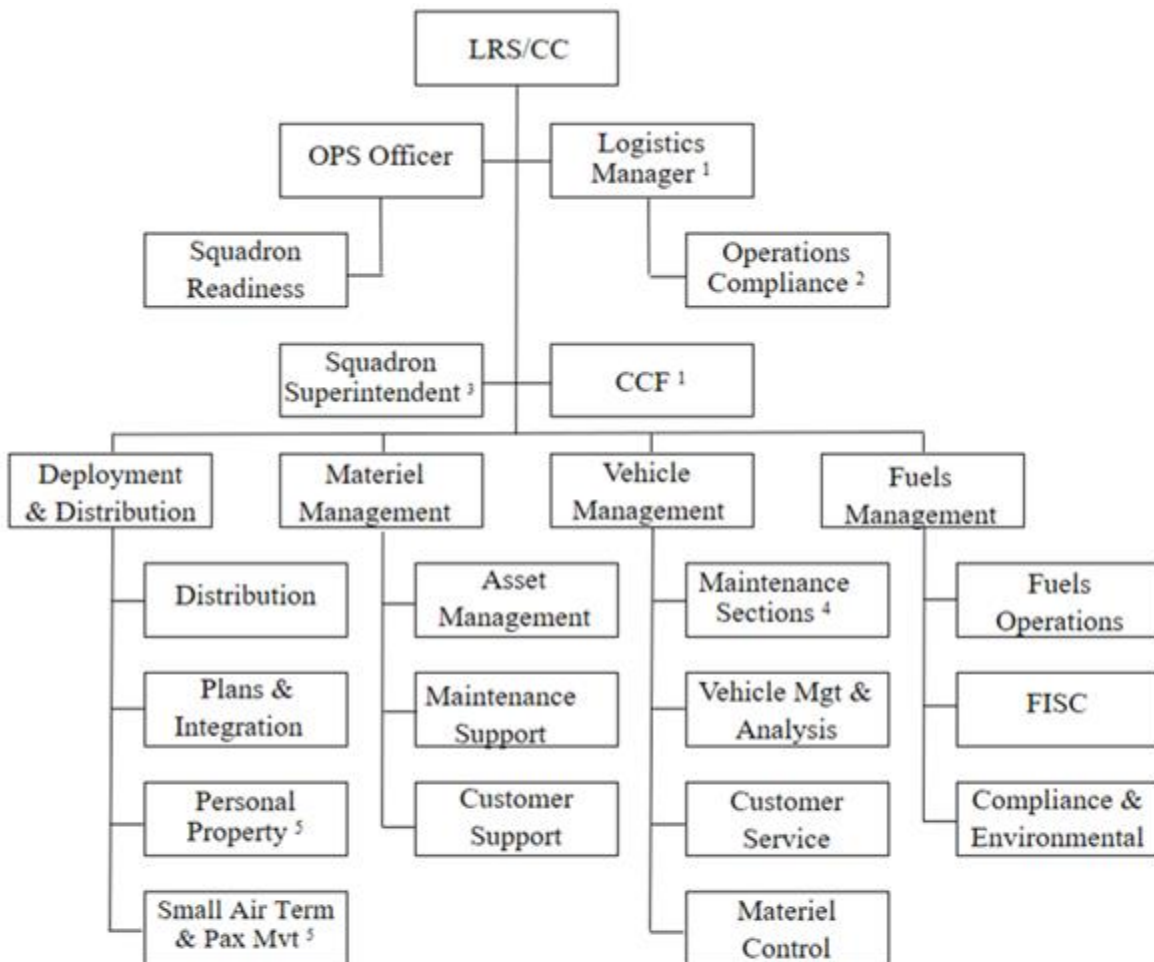 LRS/CC
OPS Officer
Logistics
Manager 1
Squadron
Readiness
Operations
Compliance 2
Squadron
Superintendent 3
CCF 1
Deployment
& Distribution
Materiel
Management
Vehicle
Management
Fuels
Management
Distribution
Asset
Management
Maintenance
Sections 4
Fuels
Operations
Plans &
Integration
Maintenance
Support
Vehicle Mgt &
Analysis
FISC
Personal
Property 5
Customer
Support
Customer
Service
Compliance &
Environmental
Small Air Term
& Pax Mvt 5
Materiel
Control